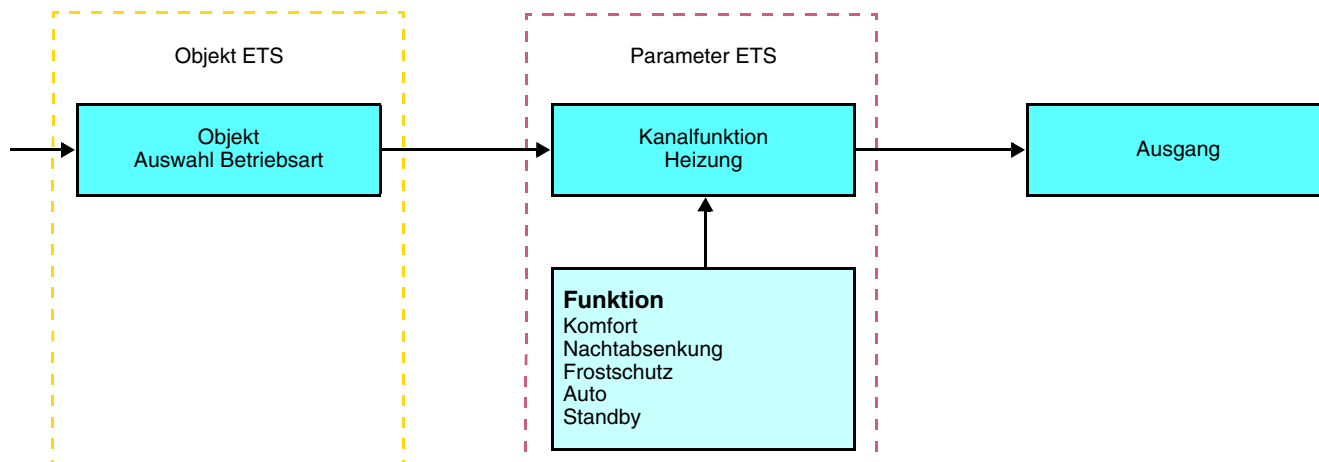 Objekt ETS
Parameter ETS
Objekt
Auswahl Betriebsart
Kanalfunktion
Heizung
Ausgang
Funktion
Komfort
Nachtabsenkung
Frostschutz
Auto
Standby